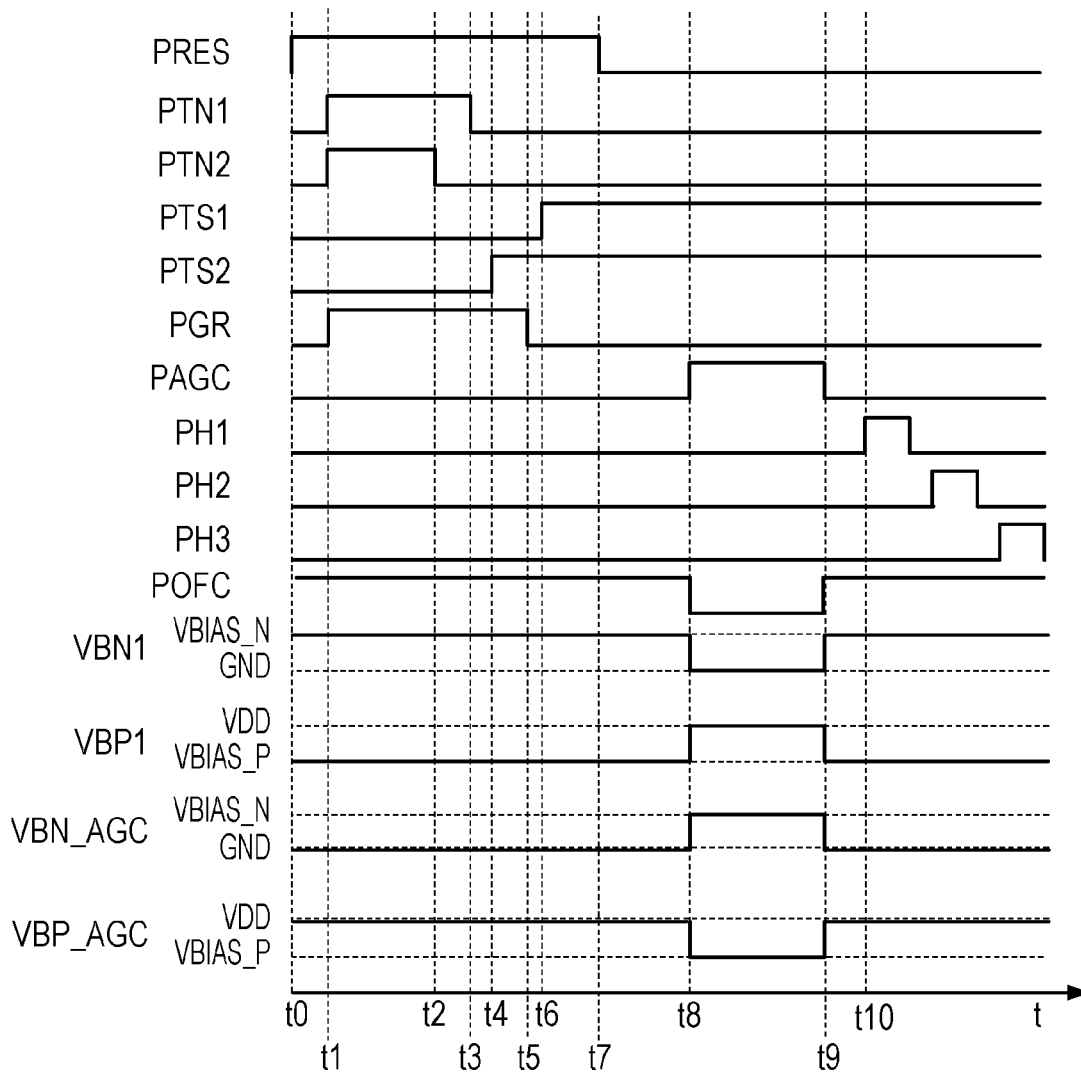 PRES
PTN1
PTN2
PTS1
PTS2
PGR
PAGC
PH1
PH2
PH3
POFC
VBN1 VBIAS_N
GND
VBP1 VDD
VBIAS_P
VBN_AGC VBIAS_N
GND
VBP_AGC VDD
VBIAS_P
t0 t2 t4 t6 t8 t10 t
t1 t3 t5 t7 t9